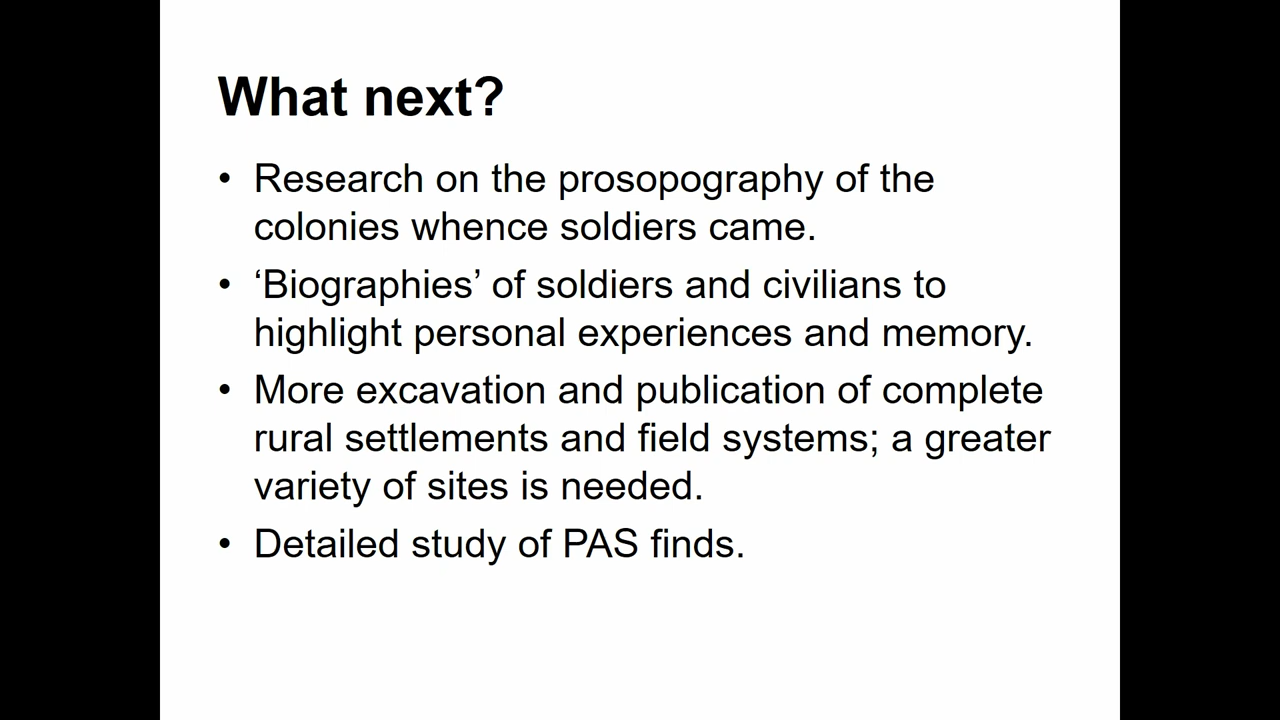 What next?
• Research on the prosopography of the
colonies whence soldiers came.
• ‘Biographies’ of soldiers and civilians to
highlight personal experiences and memory.
• More excavation and publication of complete
rural settlements and field systems; a greater
variety of sites is needed.
• Detailed study of PAS finds.